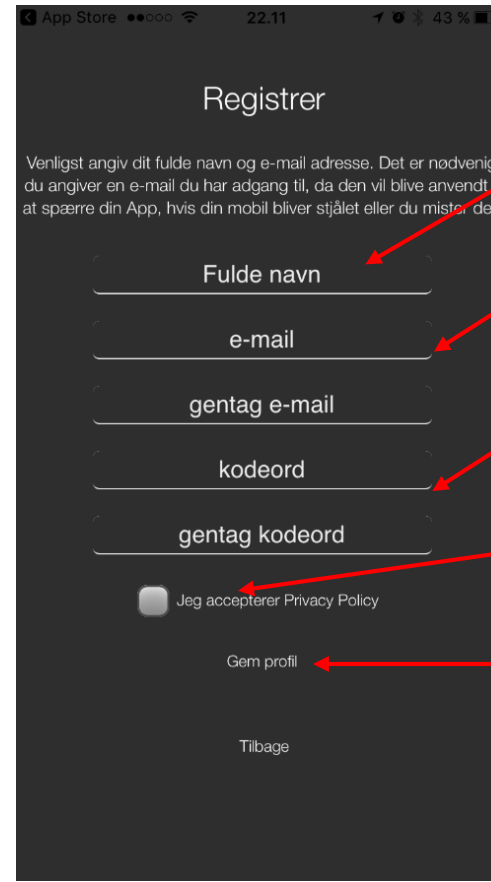 App Store 22.11 43 %
Registrer
Venligst angiv dit fulde navn og e-mail adresse. Det er nødvenig
du angiver en e-mail du har adgang til, da den vil blive anvendt
at spærre din App, hvis din mobil bliver stjålet eller du mister de
Fulde navn
e-mail
gentag e-mail
kodeord
gentag kodeord
Jeg accepterer Privacy Policy
Gem profil
Tilbage